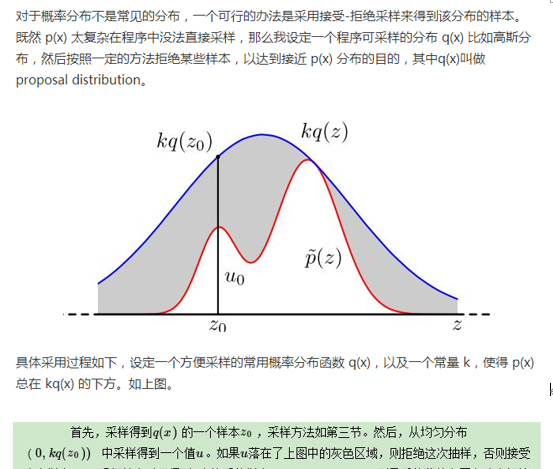 对于概率分布不是常见的分布，一个可行的办法是采用接受-拒绝采样来得到该分布的样本。
既然 p(x) 太复杂在程序中没法直接采样，那么我设定一个程序可采样的分布 q(x) 比如高斯分
布，然后按照一定的方法拒绝某些样本，以达到接近 p(x) 分布的目的，其中q(x)叫做
proposal distribution。
kq(z₀)
kq(z)
p̃(z)
u₀
z₀
z
具体采用过程如下，设定一个方便采样的常用概率分布函数 q(x)，以及一个常量 k，使得 p(x)
总在 kq(x) 的下方。如上图。
首先，采样得到q(x) 的一个样本z₀，采样方法如第三节。然后，从均匀分布
(0, kq(z₀)) 中采样得到一个值u。如果u落在了上图中的灰色区域，则拒绝这次抽样，否则接受